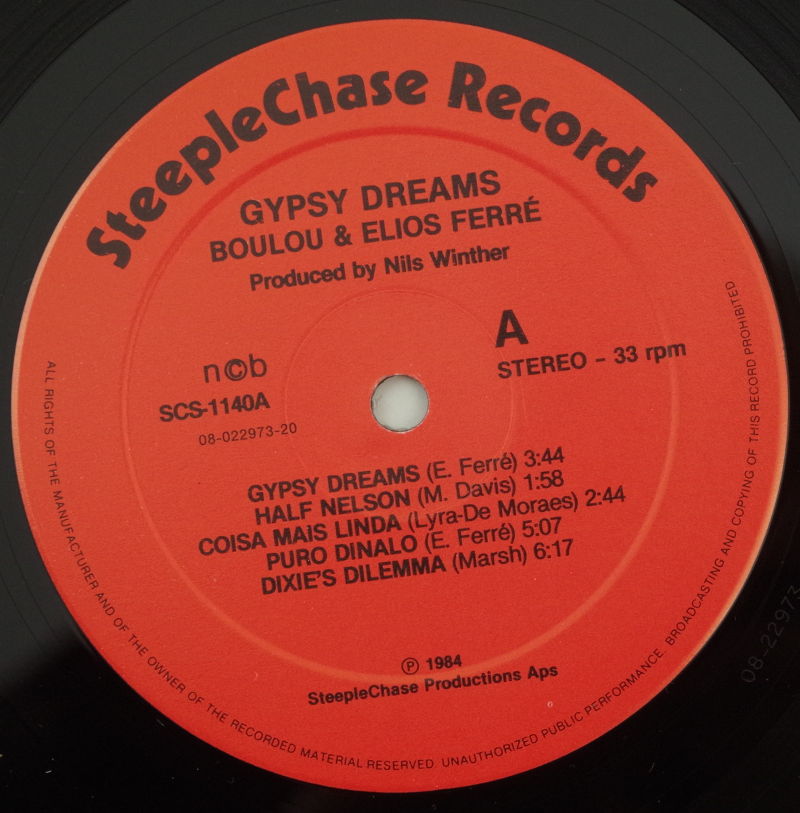 SteepleChase Records
GYPSY DREAMS
BOULOU & ELIOS FERRÉ
Produced by Nils Winther
A
STEREO – 33 rpm
n©b
SCS-1140A
08-022973-20
GYPSY DREAMS (E. Ferré) 3:44
HALF NELSON (M. Davis) 1:58
COISA MAIS LINDA (Lyra-De Moraes) 2:44
PURO DINALO (E. Ferré) 5:07
DIXIE'S DILEMMA (Marsh) 6:17
℗ 1984
SteepleChase Productions Aps
ALL RIGHTS OF THE MANUFACTURER AND OF THE OWNER OF THE RECORDED MATERIAL RESERVED. UNAUTHORIZED PUBLIC PERFORMANCE. BROADCASTING AND COPYING OF THIS RECORD PROHIBITED
08-22973